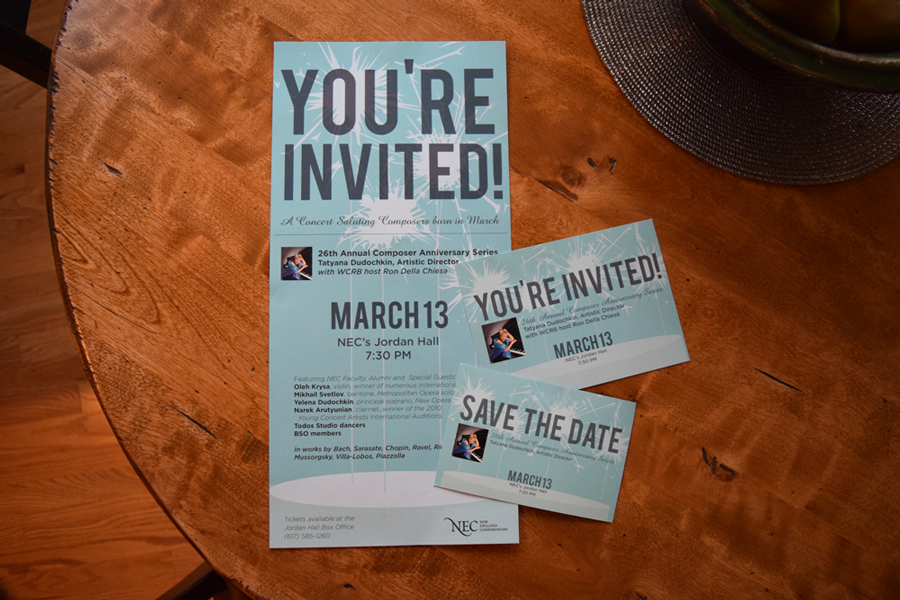 YOU'RE
INVITED!
A Concert Saluting Composers born in March
26th Annual Composer Anniversary Series
Tatyana Dudochkin, Artistic Director
with WCRB host Ron Della Chiesa
MARCH 13
NEC's Jordan Hall
7:30 PM
Featuring NEC Faculty, Alumni and Special Guests:
Oleh Krysa, violin, winner of numerous international
Mikhail Svetlov, baritone, Metropolitan Opera
Yelena Dudochkin, principal soprano, New Opera
Narek Arutyunian, clarinet, winner of the 2010
Young Concert Artists International Auditions
Todos Studio dancers
BSO members
In works by Bach, Sarasate, Chopin, Ravel,
Mussorgsky, Villa-Lobos, Piazzolla
Tickets available at the
Jordan Hall Box Office
(617) 585-1260
NEC NEW
ENGLAND
CONSERVATORY
YOU'RE INVITED!
26th Annual Composer Anniversary Series
Tatyana Dudochkin, Artistic Director
with WCRB host Ron Della Chiesa
MARCH 13
NEC's Jordan Hall
7:30 PM
SAVE THE DATE
26th Annual Composer Anniversary Series
Tatyana Dudochkin, Artistic Director
MARCH 13
NEC's Jordan Hall
7:30 PM